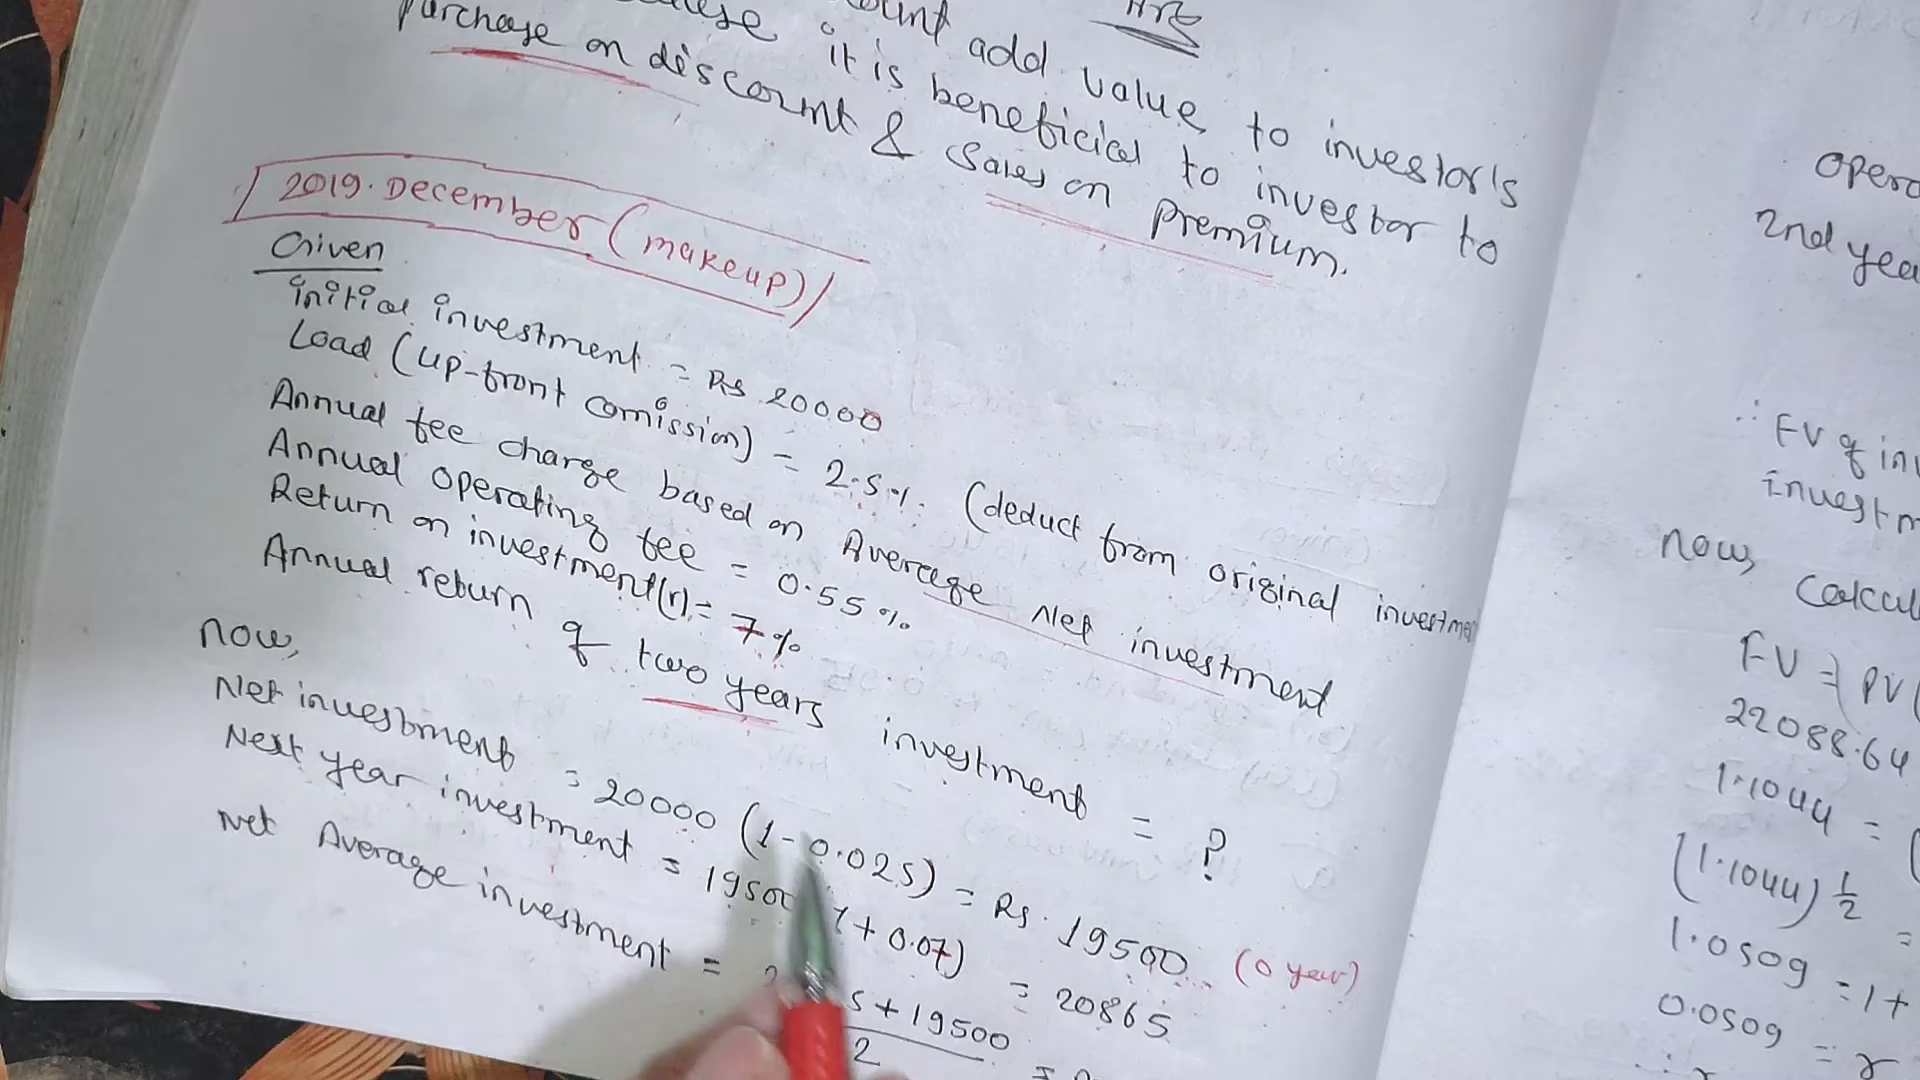 Hre
add value to investor's
it is beneficial to investor to
purchase on discount & sales on premium.
2019. December (makeup)
Given
initial investment = Rs 20000
Load (up-front comission) = 2.5%. (deduct from original investment
Annual fee charge based on Average Net investment
Annual operating fee = 0.55%
Return on investment(r) = 7%
Annual return of two years investment = ?
now,
Net investment = 20000 (1-0.025) = Rs. 19500 (0 year)
Next year investment = 19500 (1+0.07) = 20865
Net Average investment = 5+19500
2
2nd yea
∴ FV of inv
investm
now, calcul
FV = PV(
22088.64
1.1044 = (
(1.1044) 1/2 =
1.0509 = 1+
0.0509 = r